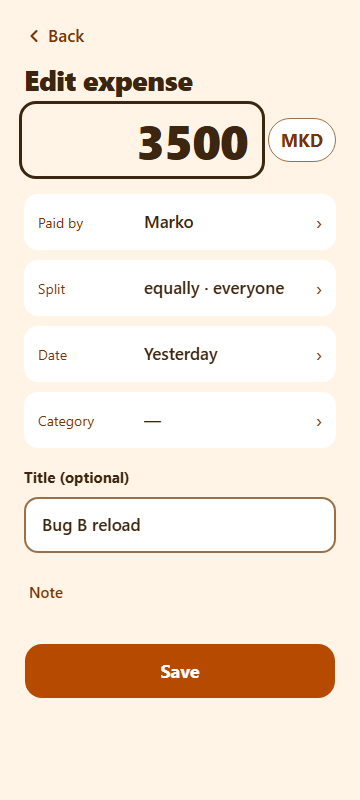 Back
Edit expense
3500 MKD
Paid by Marko ›
Split equally · everyone ›
Date Yesterday ›
Category — ›
Title (optional)
Bug B reload
Note
Save